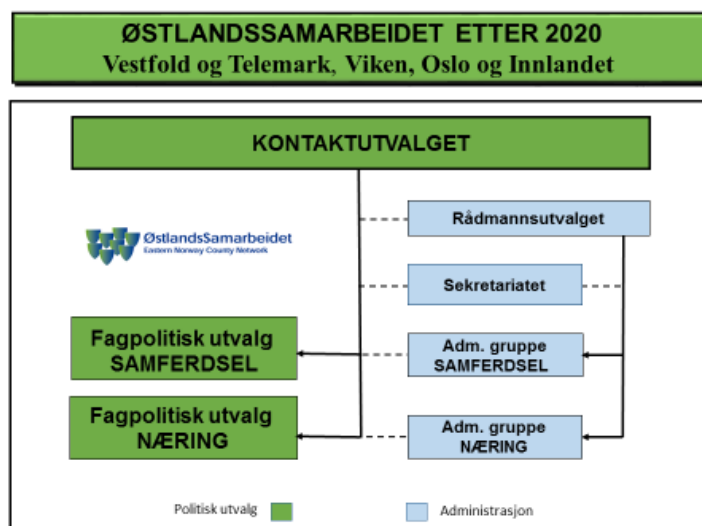 ØSTLANDSSAMARBEIDET ETTER 2020
Vestfold og Telemark, Viken, Oslo og Innlandet
KONTAKTUTVALGET
Rådmannsutvalget
ØstlandsSamarbeidet
Eastern Norway County Network
Sekretariatet
Fagpolitisk utvalg
SAMFERDSEL
Adm. gruppe
SAMFERDSEL
Fagpolitisk utvalg
NÆRING
Adm. gruppe
NÆRING
Politisk utvalg
Administrasjon